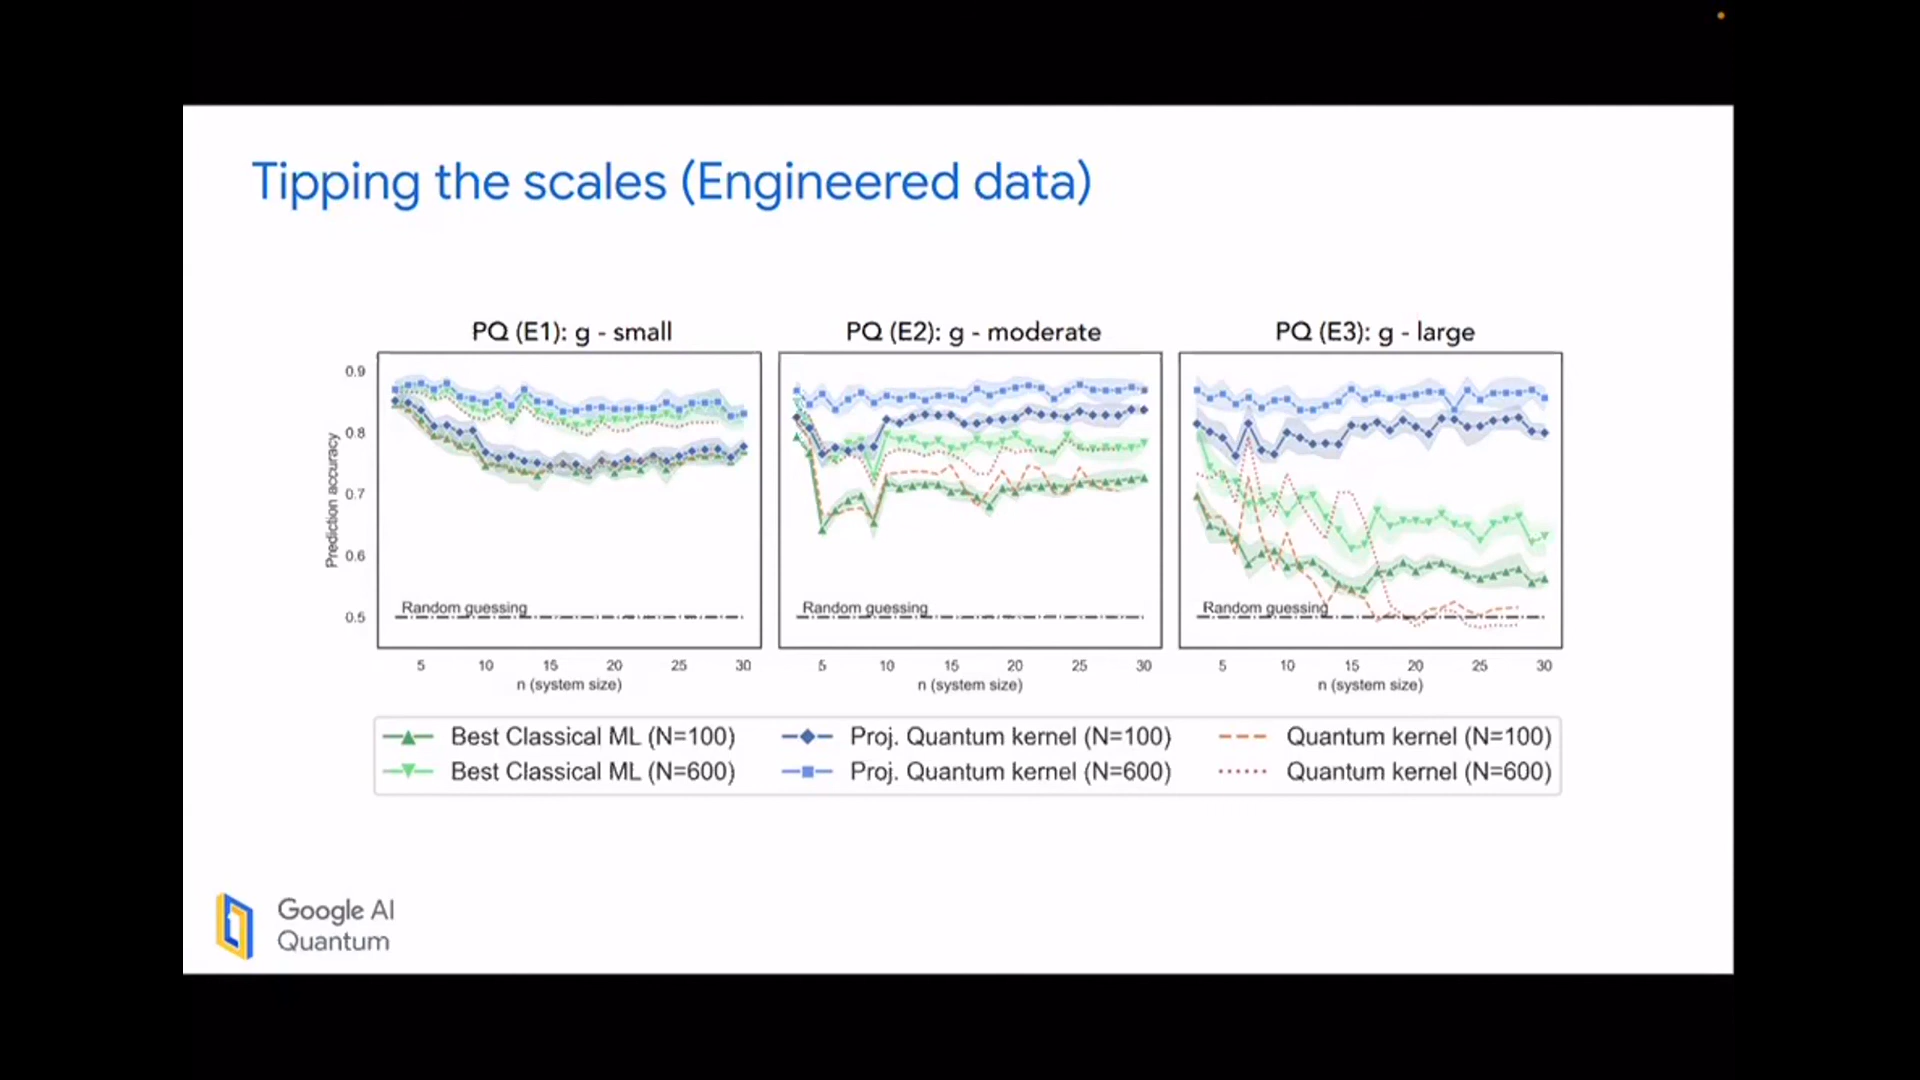 Tipping the scales (Engineered data)
PQ (E1): g - small
PQ (E2): g - moderate
PQ (E3): g - large
Prediction accuracy
0.9
0.8
0.7
0.6
0.5
Random guessing
Random guessing
Random guessing
5 10 15 20 25 30
5 10 15 20 25 30
5 10 15 20 25 30
n (system size)
n (system size)
n (system size)
Best Classical ML (N=100)
Proj. Quantum kernel (N=100)
Quantum kernel (N=100)
Best Classical ML (N=600)
Proj. Quantum kernel (N=600)
Quantum kernel (N=600)
Google AI
Quantum